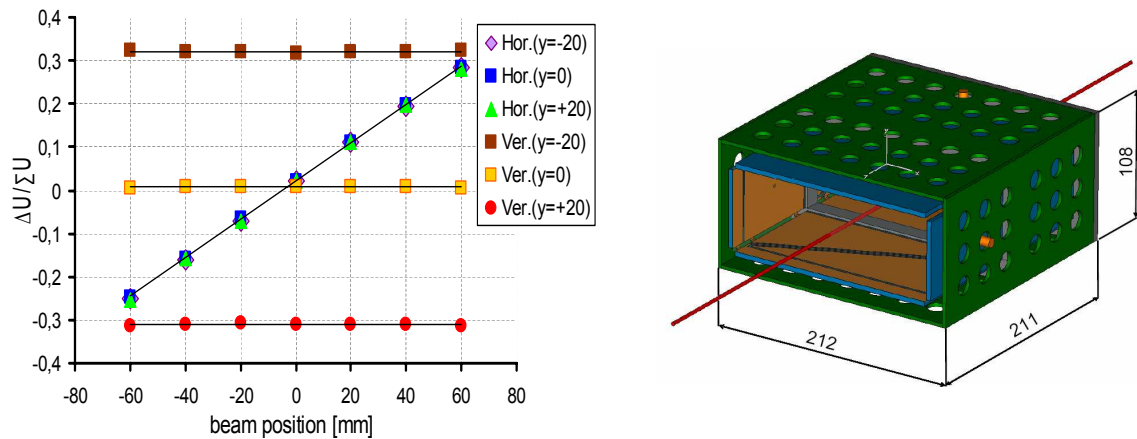 0,4
0,3
0,2
0,1
0
-0,1
-0,2
-0,3
-0,4
ΔU/∑U
-80 -60 -40 -20 0 20 40 60 80
beam position [mm]
Hor.(y=-20)
Hor.(y=0)
Hor.(y=+20)
Ver.(y=-20)
Ver.(y=0)
Ver.(y=+20)
y
z x
108
211
212